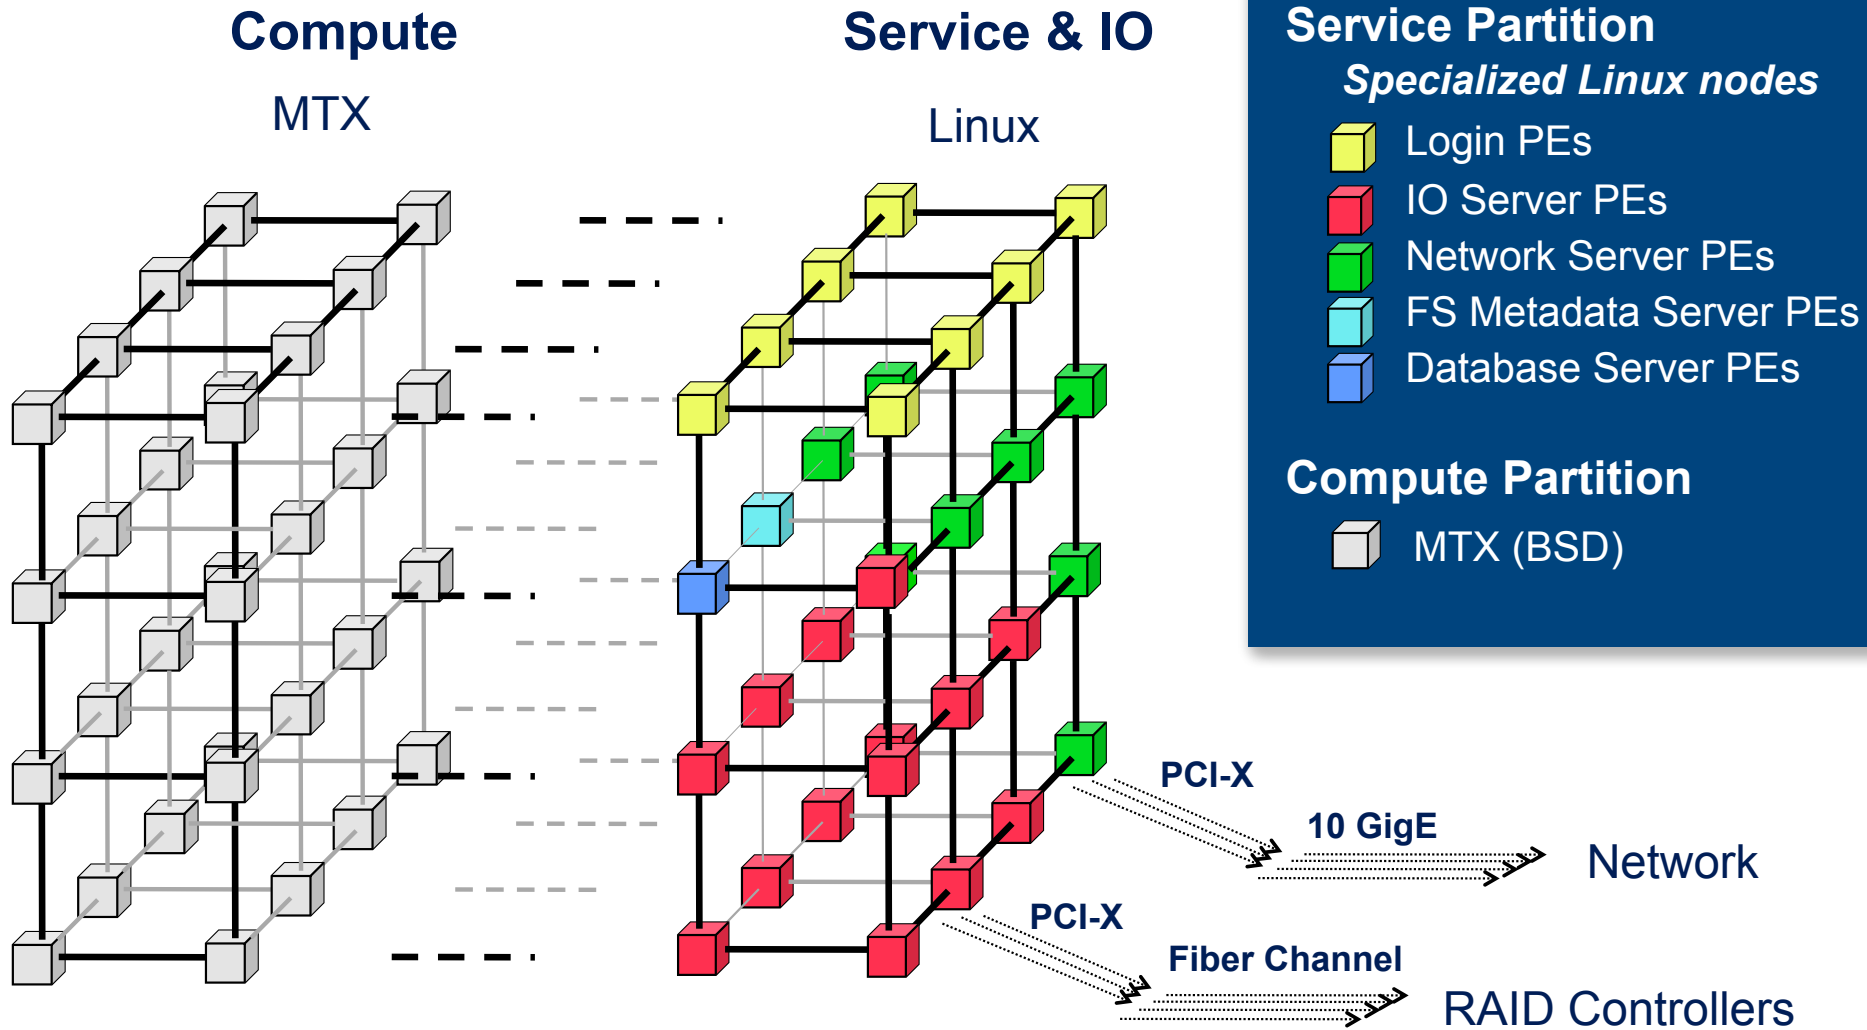 Compute
MTX
Service & IO
Linux
Service Partition
Specialized Linux nodes
Login PEs
IO Server PEs
Network Server PEs
FS Metadata Server PEs
Database Server PEs
Compute Partition
MTX (BSD)
PCI-X
10 GigE
Network
PCI-X
Fiber Channel
RAID Controllers